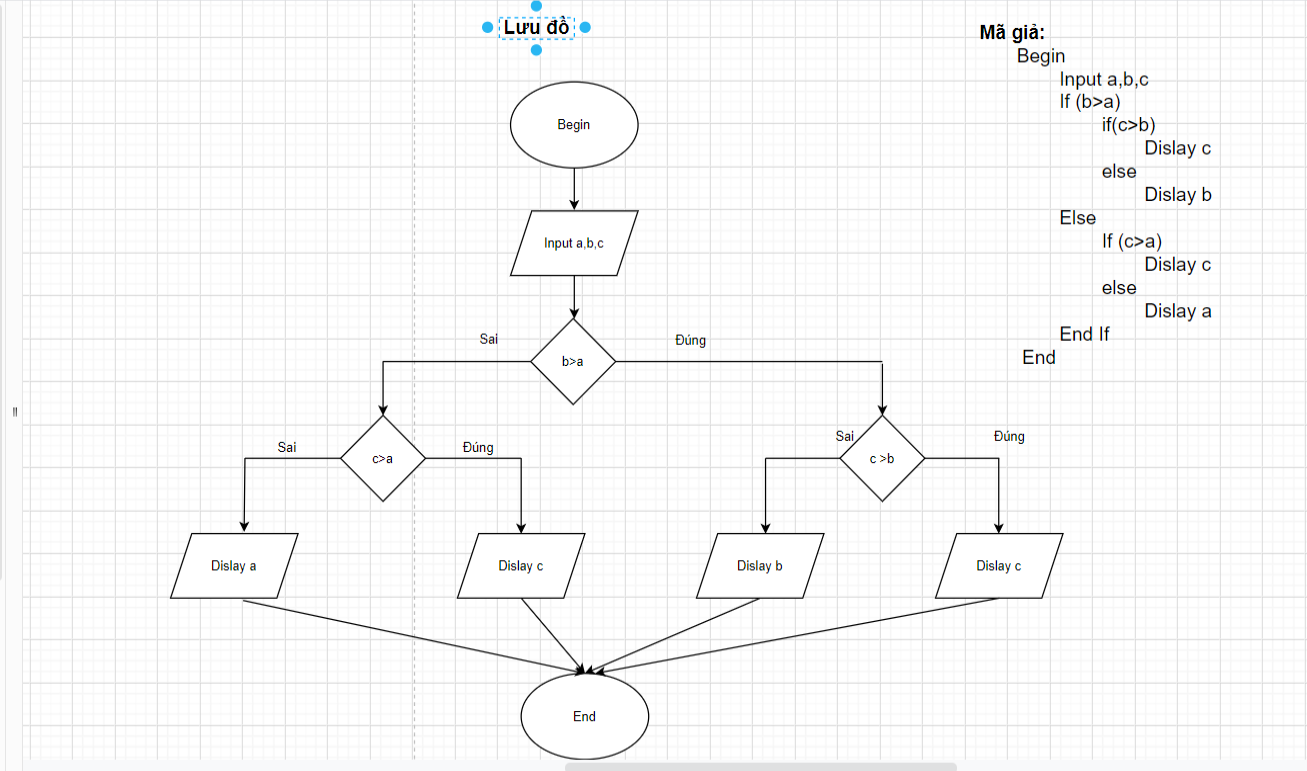 Lưu đồ
Begin
Input a,b,c
b>a
Sai
Đúng
c>a
Sai
Đúng
c >b
Sai
Đúng
Dislay a
Dislay c
Dislay b
Dislay c
End
Mã giả:
Begin
Input a,b,c
If (b>a)
if(c>b)
Dislay c
else
Dislay b
Else
If (c>a)
Dislay c
else
Dislay a
End If
End